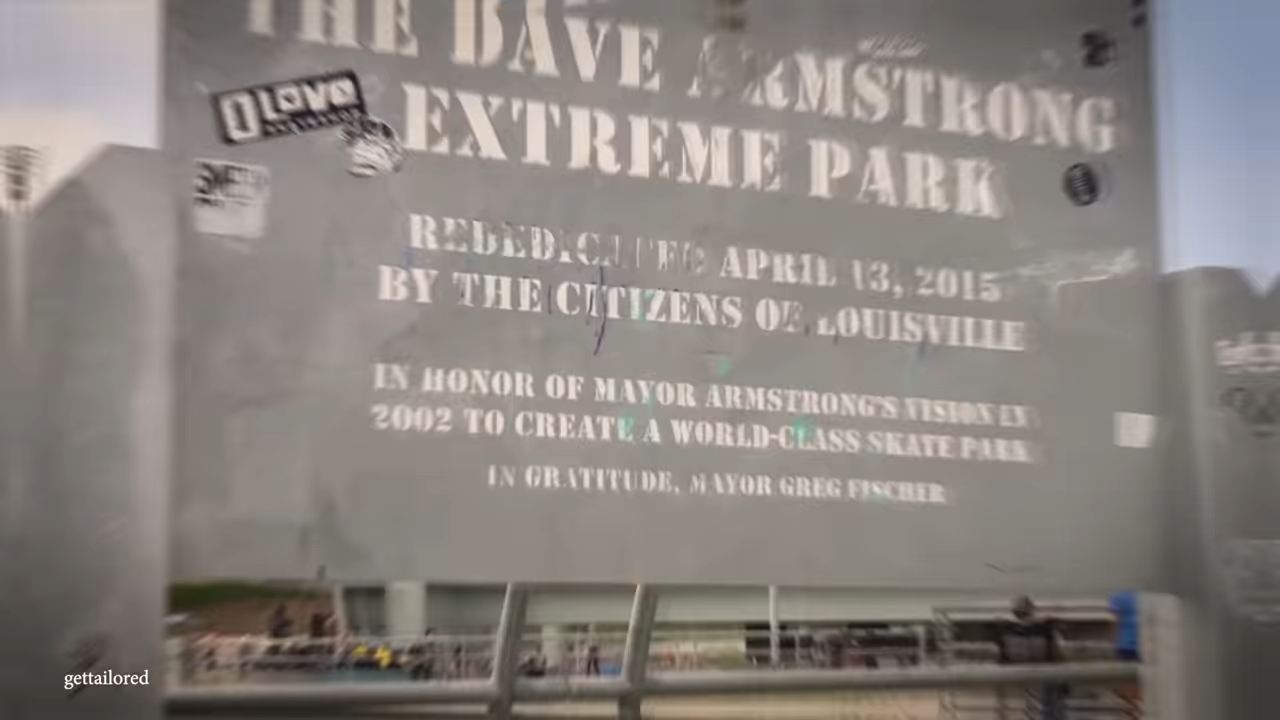 THE DAVE ARMSTRONG
EXTREME PARK
REDEDICATED APRIL 13, 2015
BY THE CITIZENS OF LOUISVILLE
IN HONOR OF MAYOR ARMSTRONG'S VISION IN
2002 TO CREATE A WORLD-CLASS SKATE PARK
IN GRATITUDE, MAYOR GREG FISCHER
Love
gettailored